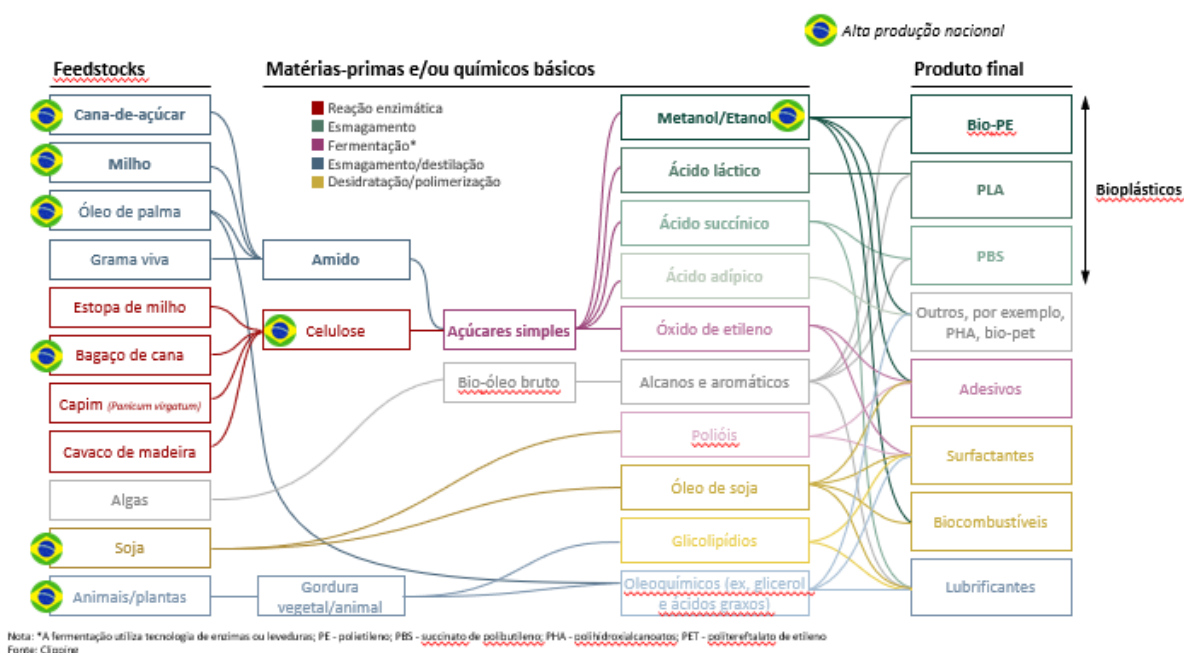 Alta produção nacional
Feedstocks
Matérias-primas e/ou químicos básicos
Produto final
Reação enzimática
Esmagamento
Fermentação*
Esmagamento/destilação
Desidratação/polimerização
Cana-de-açúcar
Milho
Óleo de palma
Grama viva
Estopa de milho
Bagaço de cana
Capim (Panicum virgatum)
Cavaco de madeira
Algas
Soja
Animais/plantas
Amido
Celulose
Gordura
vegetal/animal
Açúcares simples
Bio-óleo bruto
Metanol/Etanol
Ácido láctico
Ácido succínico
Ácido adípico
Óxido de etileno
Alcanos e aromáticos
Polióis
Óleo de soja
Glicolipídios
Oleoquímicos (ex, glicerol
e ácidos graxos)
Bio-PE
PLA
PBS
Outros, por exemplo,
PHA, bio-pet
Adesivos
Surfactantes
Biocombustíveis
Lubrificantes
Bioplásticos
Nota: *A fermentação utiliza tecnologia de enzimas ou leveduras; PE - polietileno; PBS - succinato de polibutileno; PHA - polihidroxialcanoatos; PET - politereftalato de etileno
Fonte: Clipping